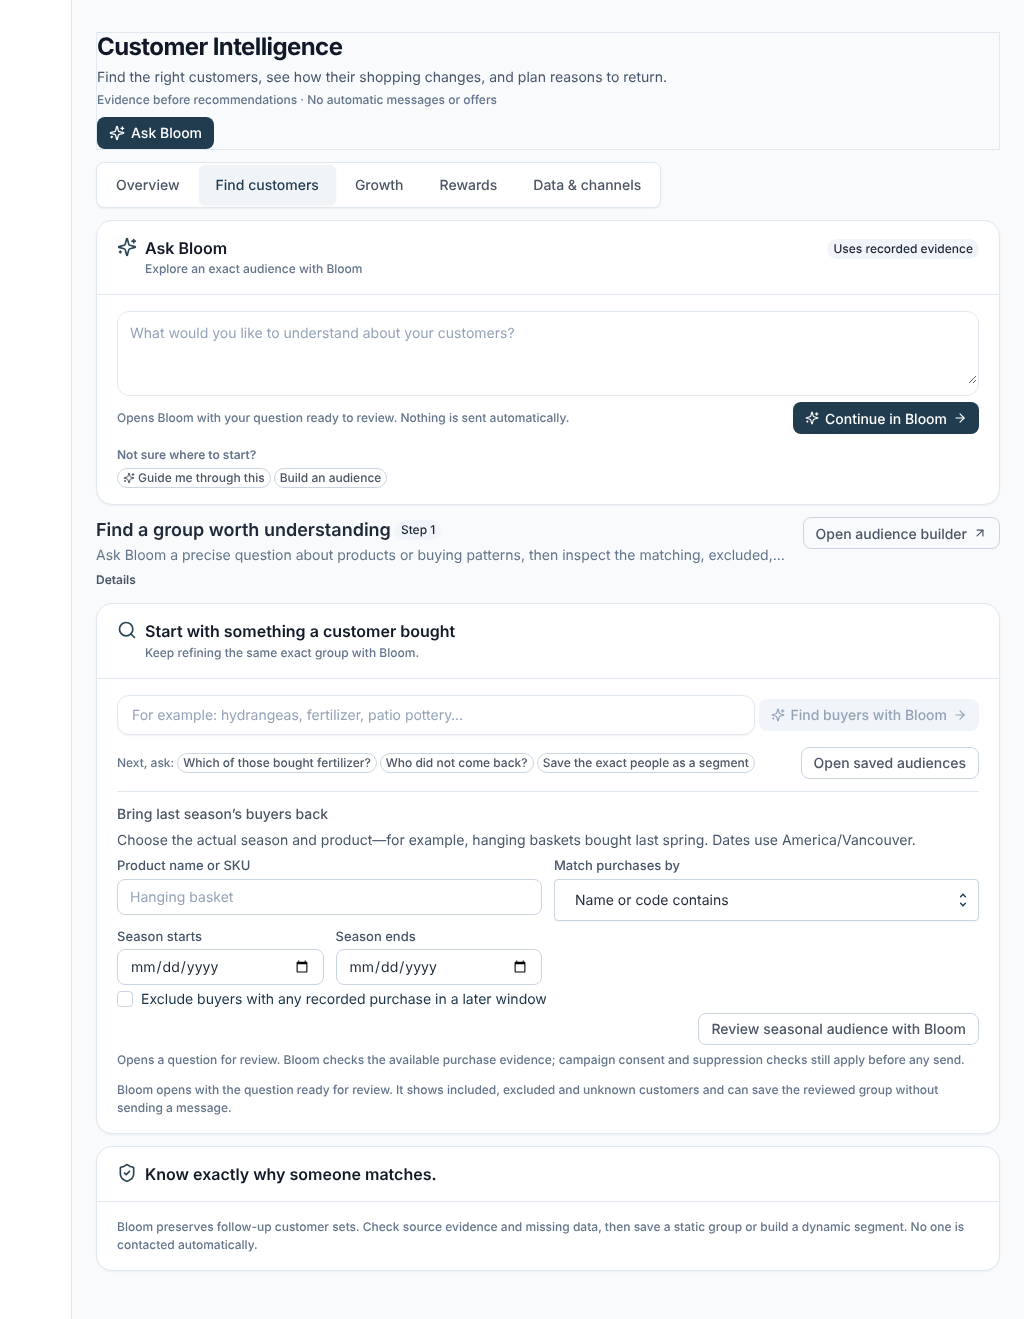 Customer Intelligence
Find the right customers, see how their shopping changes, and plan reasons to return.
Evidence before recommendations · No automatic messages or offers
Ask Bloom
Overview Find customers Growth Rewards Data & channels
Ask Bloom Uses recorded evidence
Explore an exact audience with Bloom
What would you like to understand about your customers?
Opens Bloom with your question ready to review. Nothing is sent automatically. Continue in Bloom
Not sure where to start?
Guide me through this Build an audience
Find a group worth understanding Step 1 Open audience builder
Ask Bloom a precise question about products or buying patterns, then inspect the matching, excluded,...
Details
Start with something a customer bought
Keep refining the same exact group with Bloom.
For example: hydrangeas, fertilizer, patio pottery... Find buyers with Bloom
Next, ask: Which of those bought fertilizer? Who did not come back? Save the exact people as a segment Open saved audiences
Bring last season’s buyers back
Choose the actual season and product—for example, hanging baskets bought last spring. Dates use America/Vancouver.
Product name or SKU Match purchases by
Hanging basket Name or code contains
Season starts Season ends
mm/dd/yyyy mm/dd/yyyy
Exclude buyers with any recorded purchase in a later window
Review seasonal audience with Bloom
Opens a question for review. Bloom checks the available purchase evidence; campaign consent and suppression checks still apply before any send.
Bloom opens with the question ready for review. It shows included, excluded and unknown customers and can save the reviewed group without
sending a message.
Know exactly why someone matches.
Bloom preserves follow-up customer sets. Check source evidence and missing data, then save a static group or build a dynamic segment. No one is
contacted automatically.